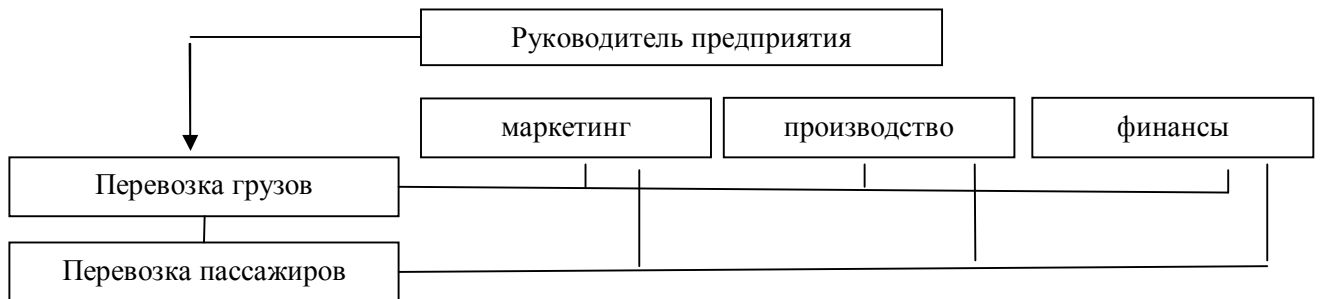 Руководитель предприятия
маркетинг
производство
финансы
Перевозка грузов
Перевозка пассажиров